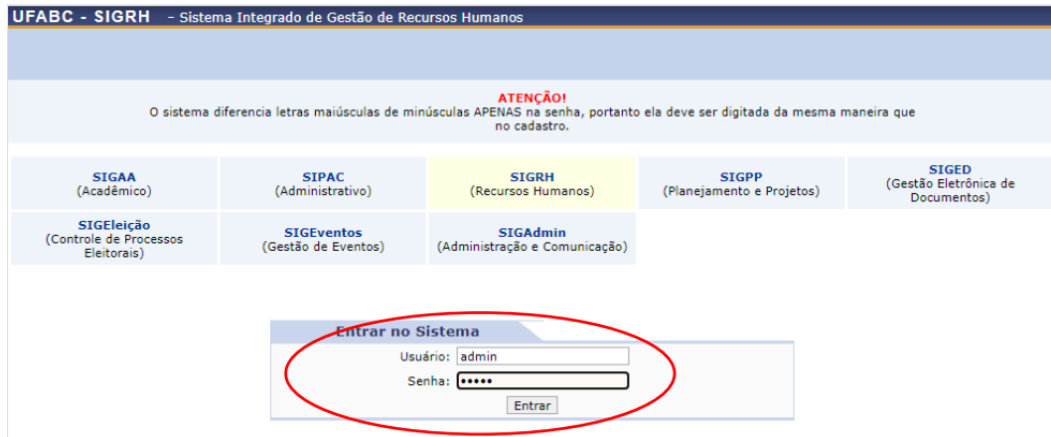 UFABC - SIGRH - Sistema Integrado de Gestão de Recursos Humanos
ATENÇÃO!
O sistema diferencia letras maiúsculas de minúsculas APENAS na senha, portanto ela deve ser digitada da mesma maneira que
no cadastro.
SIGAA
(Acadêmico)
SIPAC
(Administrativo)
SIGRH
(Recursos Humanos)
SIGPP
(Planejamento e Projetos)
SIGED
(Gestão Eletrônica de
Documentos)
SIGEleição
(Controle de Processos
Eleitorais)
SIGEventos
(Gestão de Eventos)
SIGAdmin
(Administração e Comunicação)
Entrar no Sistema
Usuário: admin
Senha: •••••
Entrar